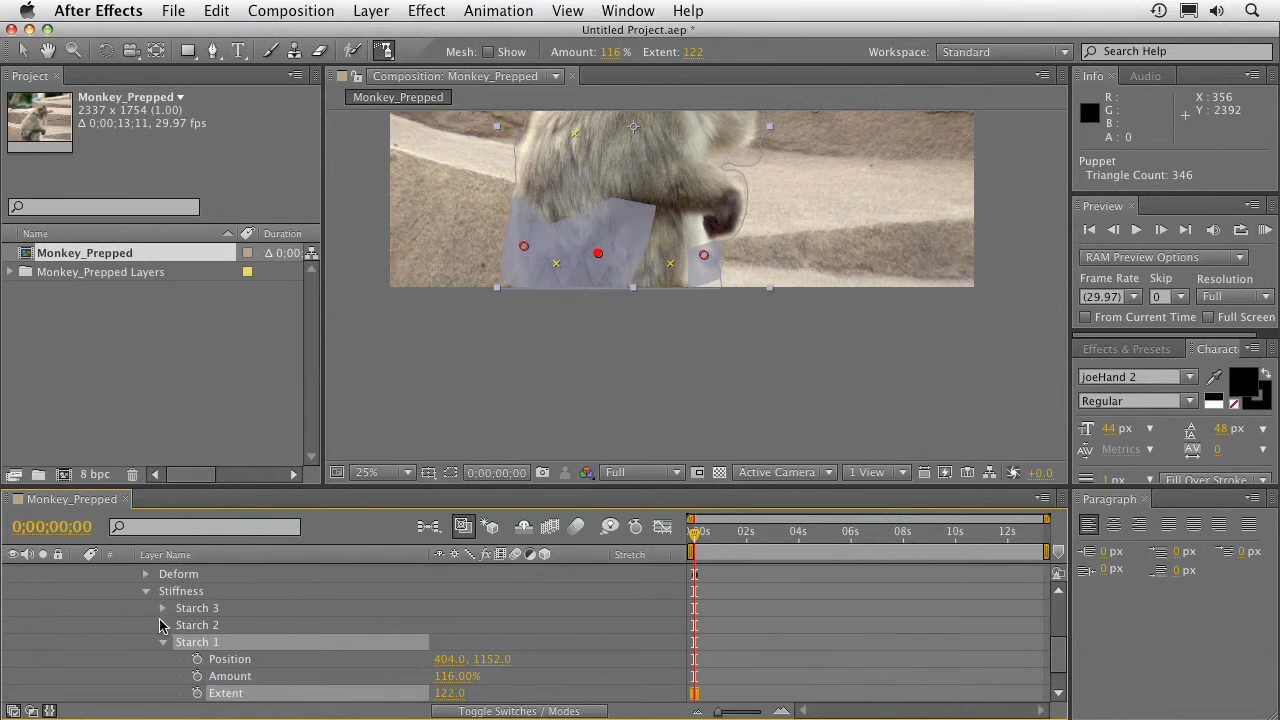 After Effects File Edit Composition Layer Effect Animation View Window Help
Untitled Project.aep *
Mesh: Show Amount: 116 % Extent: 122 Workspace: Standard Search Help
Project
Composition: Monkey_Prepped
Info Audio
Monkey_Prepped
2337 x 1754 (1.00)
Δ 0;00;13;11, 29.97 fps
Monkey_Prepped
R :
G :
B :
A : 0
X : 356
Y : 2392
Puppet
Triangle Count: 346
Preview
Name Duration
Monkey_Prepped Δ 0;00
Monkey_Prepped Layers
RAM Preview Options
Frame Rate Skip Resolution
(29.97) 0 Full
From Current Time Full Screen
Effects & Presets Charact
joeHand 2
Regular
44 px 48 px
Metrics 0
1 px Fill Over Stroke
8 bpc
25% 0;00;00;00 Full Active Camera 1 View +0.0
Monkey_Prepped
0;00;00;00
# Layer Name Stretch
02s 04s 06s 08s 10s 12s
Deform
Stiffness
Starch 3
Starch 2
Starch 1
Position 404.0, 1152.0
Amount 116.00%
Extent 122.0
Toggle Switches / Modes
Paragraph
0 px 0 px 0 px
0 px 0 px